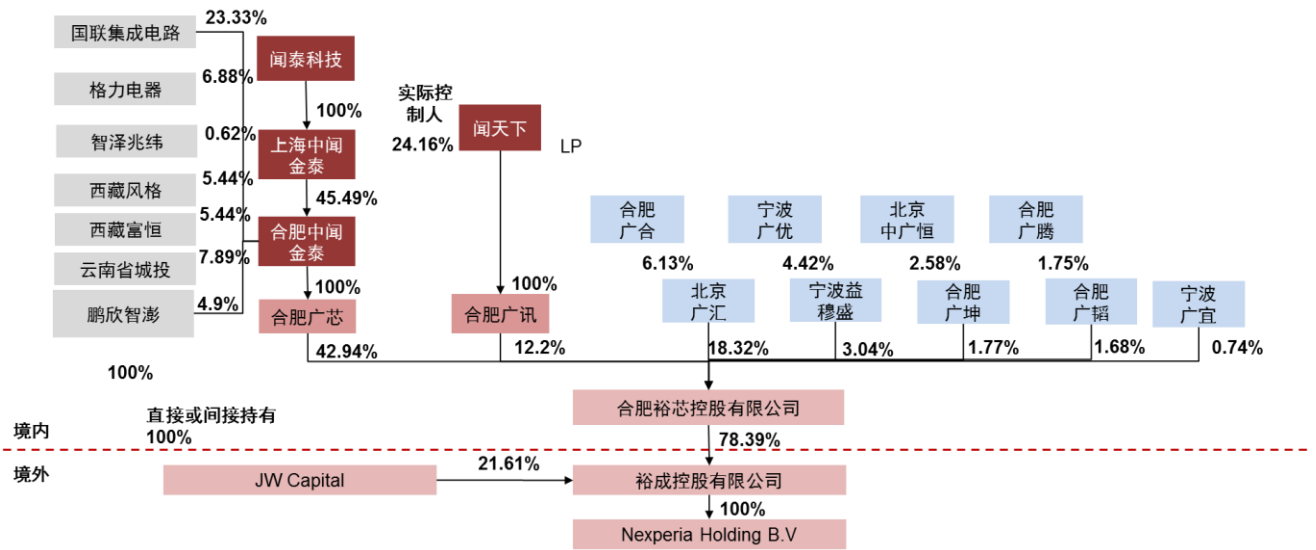 国联集成电路
23.33%
格力电器
6.88%
智泽兆纬
0.62%
西藏风格
5.44%
西藏富恒
5.44%
云南省城投
7.89%
鹏欣智澎
4.9%
闻泰科技
100%
上海中闻
金泰
45.49%
合肥中闻
金泰
100%
合肥广芯
42.94%
实际控
制人
24.16%
闻天下
LP
100%
合肥广讯
12.2%
合肥
广合
6.13%
宁波
广优
4.42%
北京
中广恒
2.58%
合肥
广腾
1.75%
北京
广汇
18.32%
宁波益
穆盛
3.04%
合肥
广坤
1.77%
合肥
广韬
1.68%
宁波
广宜
0.74%
100%
直接或间接持有
100%
合肥裕芯控股有限公司
境内
78.39%
境外
JW Capital
21.61%
裕成控股有限公司
100%
Nexperia Holding B.V